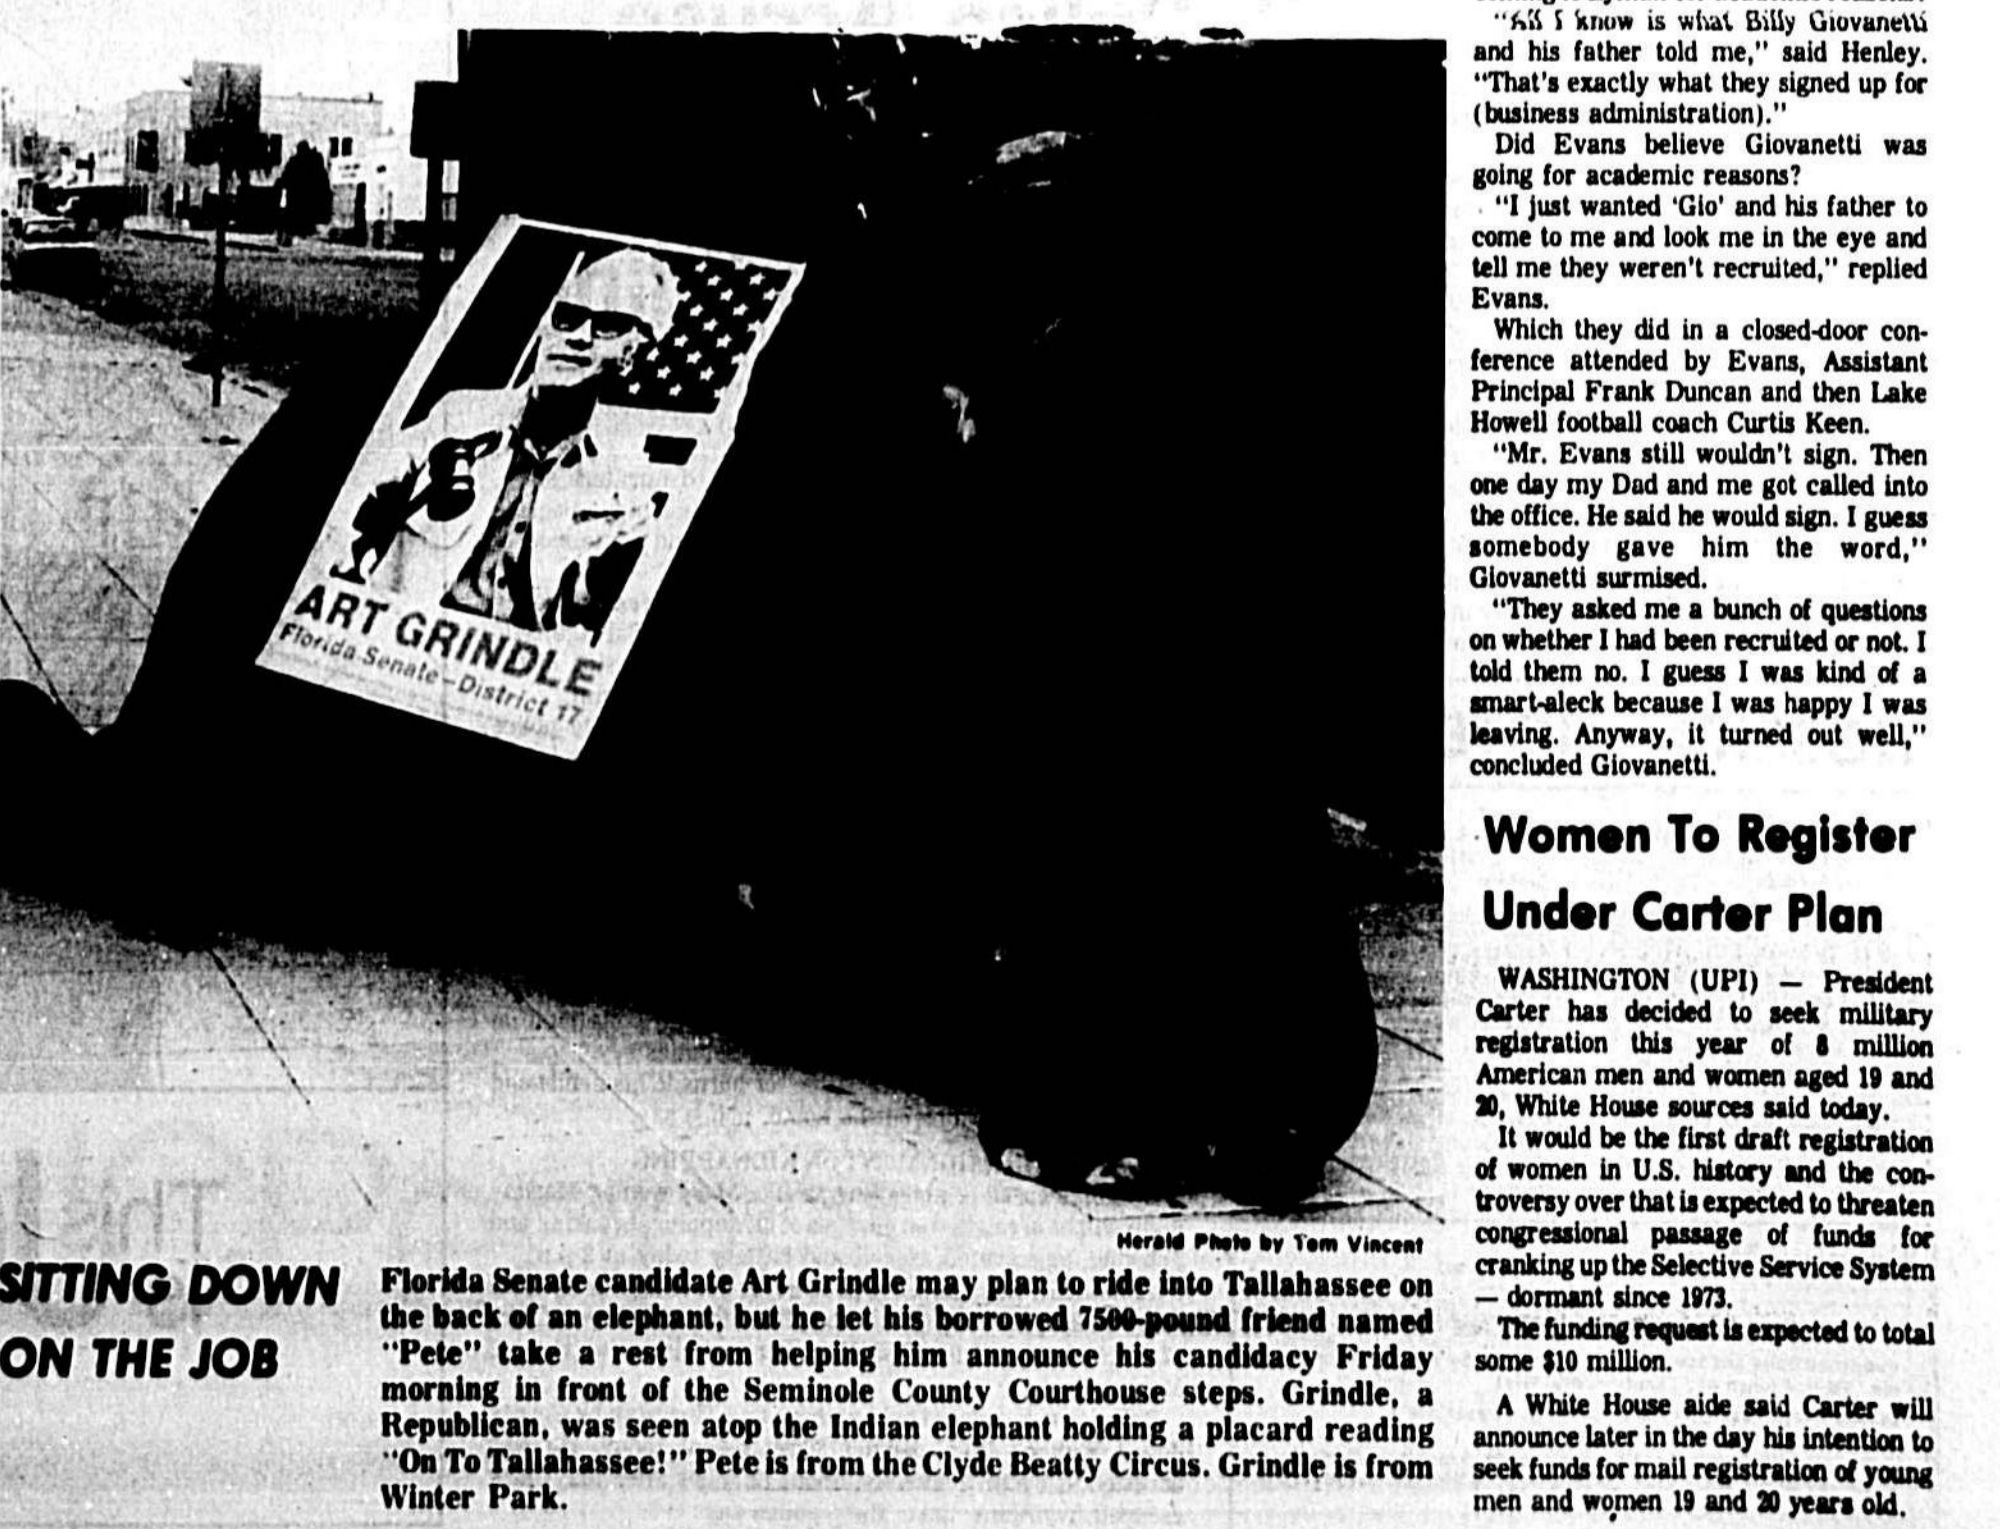 ART GRINDLE
Florida Senate—District 17
Herald Photo by Tom Vincent
SITTING DOWN
ON THE JOB
Florida Senate candidate Art Grindle may plan to ride into Tallahassee on
the back of an elephant, but he let his borrowed 7500-pound friend named
"Pete" take a rest from helping him announce his candidacy Friday
morning in front of the Seminole County Courthouse steps. Grindle, a
Republican, was seen atop the Indian elephant holding a placard reading
"On To Tallahassee!" Pete is from the Clyde Beatty Circus. Grindle is from
Winter Park.
"All I know is what Billy Giovanetti
and his father told me," said Henley.
"That's exactly what they signed up for
(business administration)."
Did Evans believe Giovanetti was
going for academic reasons?
"I just wanted 'Gio' and his father to
come to me and look me in the eye and
tell me they weren't recruited," replied
Evans.
Which they did in a closed-door con-
ference attended by Evans, Assistant
Principal Frank Duncan and then Lake
Howell football coach Curtis Keen.
"Mr. Evans still wouldn't sign. Then
one day my Dad and me got called into
the office. He said he would sign. I guess
somebody gave him the word,"
Giovanetti surmised.
"They asked me a bunch of questions
on whether I had been recruited or not. I
told them no. I guess I was kind of a
smart-aleck because I was happy I was
leaving. Anyway, it turned out well,"
concluded Giovanetti.
Women To Register
Under Carter Plan
WASHINGTON (UPI) — President
Carter has decided to seek military
registration this year of 8 million
American men and women aged 19 and
20, White House sources said today.
It would be the first draft registration
of women in U.S. history and the con-
troversy over that is expected to threaten
congressional passage of funds for
cranking up the Selective Service System
— dormant since 1973.
The funding request is expected to total
some $10 million.
A White House aide said Carter will
announce later in the day his intention to
seek funds for mail registration of young
men and women 19 and 20 years old.